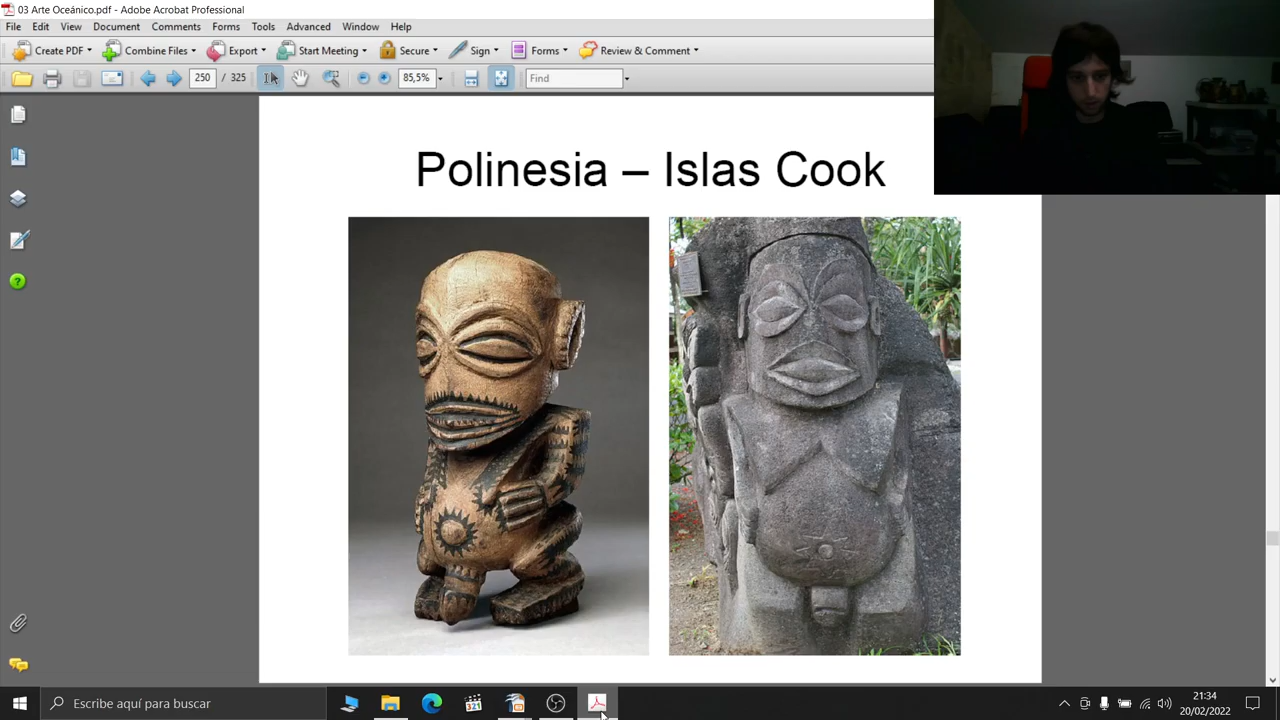 03 Arte Oceánico.pdf - Adobe Acrobat Professional
File Edit View Document Comments Forms Tools Advanced Window Help
Create PDF Combine Files Export Start Meeting Secure Sign Forms Review & Comment
250 / 325 85,5% Find
Polinesia – Islas Cook
Escribe aquí para buscar
321
21:34
20/02/2022